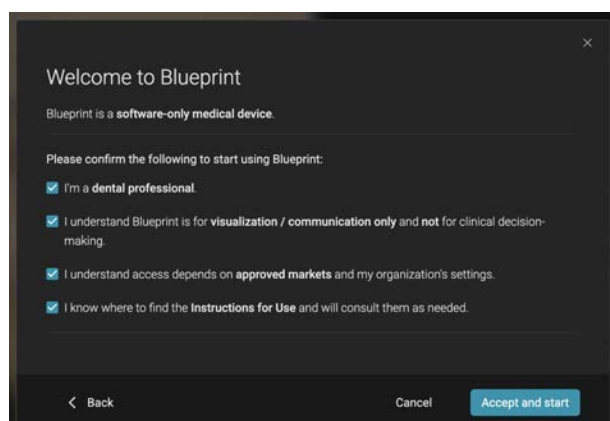 Welcome to Blueprint
Blueprint is a software-only medical device.
Please confirm the following to start using Blueprint:
I'm a dental professional.
I understand Blueprint is for visualization / communication only and not for clinical decision-
making.
I understand access depends on approved markets and my organization's settings.
I know where to find the Instructions for Use and will consult them as needed.
Back
Cancel
Accept and start